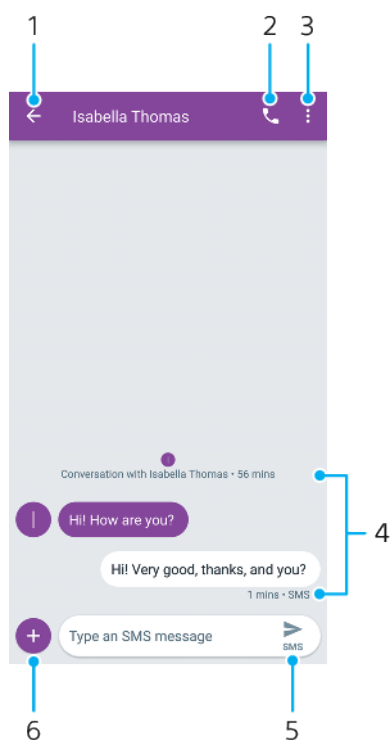 1 2 3
Isabella Thomas
Conversation with Isabella Thomas • 56 mins
Hi! How are you?
Hi! Very good, thanks, and you?
1 mins • SMS
4
Type an SMS message
SMS
6 5